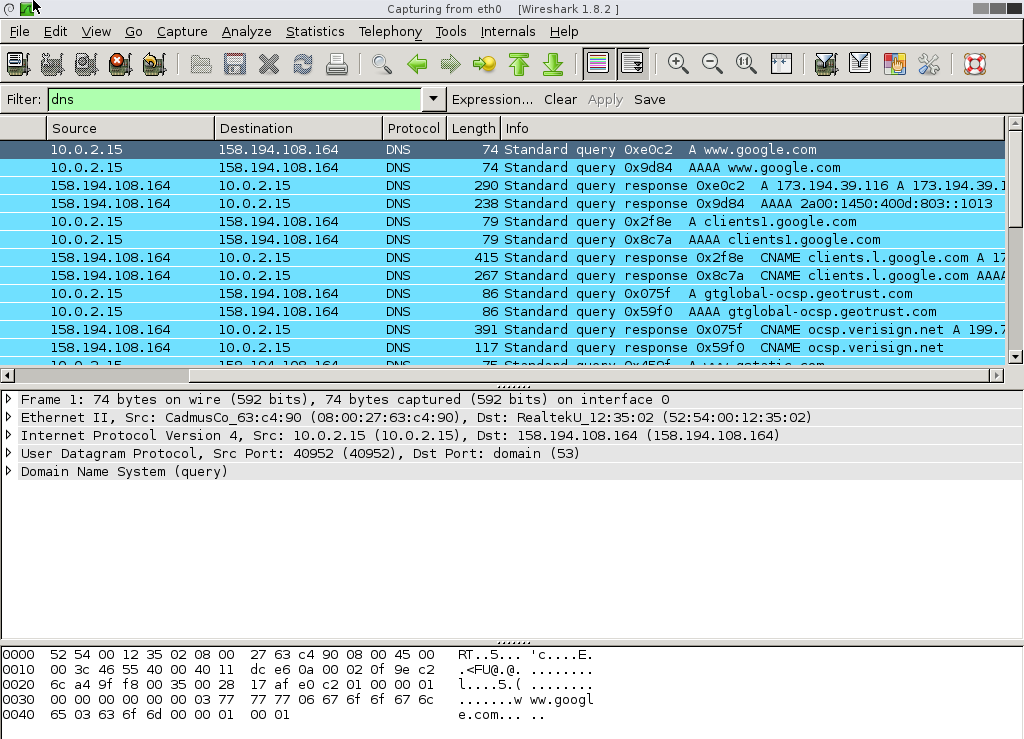 Capturing from eth0 [Wireshark 1.8.2 ]
File Edit View Go Capture Analyze Statistics Telephony Tools Internals Help
Filter: dns Expression... Clear Apply Save
Source Destination Protocol Length Info
10.0.2.15 158.194.108.164 DNS 74 Standard query 0xe0c2 A www.google.com
10.0.2.15 158.194.108.164 DNS 74 Standard query 0x9d84 AAAA www.google.com
158.194.108.164 10.0.2.15 DNS 290 Standard query response 0xe0c2 A 173.194.39.116 A 173.194.39.1
158.194.108.164 10.0.2.15 DNS 238 Standard query response 0x9d84 AAAA 2a00:1450:400d:803::1013
10.0.2.15 158.194.108.164 DNS 79 Standard query 0x2f8e A clients1.google.com
10.0.2.15 158.194.108.164 DNS 79 Standard query 0x8c7a AAAA clients1.google.com
158.194.108.164 10.0.2.15 DNS 415 Standard query response 0x2f8e CNAME clients.l.google.com A 17
158.194.108.164 10.0.2.15 DNS 267 Standard query response 0x8c7a CNAME clients.l.google.com AAAA
10.0.2.15 158.194.108.164 DNS 86 Standard query 0x075f A gtglobal-ocsp.geotrust.com
10.0.2.15 158.194.108.164 DNS 86 Standard query 0x59f0 AAAA gtglobal-ocsp.geotrust.com
158.194.108.164 10.0.2.15 DNS 391 Standard query response 0x075f CNAME ocsp.verisign.net A 199.7
158.194.108.164 10.0.2.15 DNS 117 Standard query response 0x59f0 CNAME ocsp.verisign.net
10.0.2.15 158.194.108.164 DNS 75 Standard query
Frame 1: 74 bytes on wire (592 bits), 74 bytes captured (592 bits) on interface 0
Ethernet II, Src: CadmusCo_63:c4:90 (08:00:27:63:c4:90), Dst: RealtekU_12:35:02 (52:54:00:12:35:02)
Internet Protocol Version 4, Src: 10.0.2.15 (10.0.2.15), Dst: 158.194.108.164 (158.194.108.164)
User Datagram Protocol, Src Port: 40952 (40952), Dst Port: domain (53)
Domain Name System (query)
0000 52 54 00 12 35 02 08 00 27 63 c4 90 08 00 45 00 RT..5... 'c....E.
0010 00 3c 46 55 40 00 40 11 dc e6 0a 00 02 0f 9e c2 .<FU@.@. ........
0020 6c a4 9f f8 00 35 00 28 17 af e0 c2 01 00 00 01 l....5.( ........
0030 00 00 00 00 00 00 03 77 77 77 06 67 6f 6f 67 6c .......w ww.googl
0040 65 03 63 6f 6d 00 00 01 00 01 e.com... ..